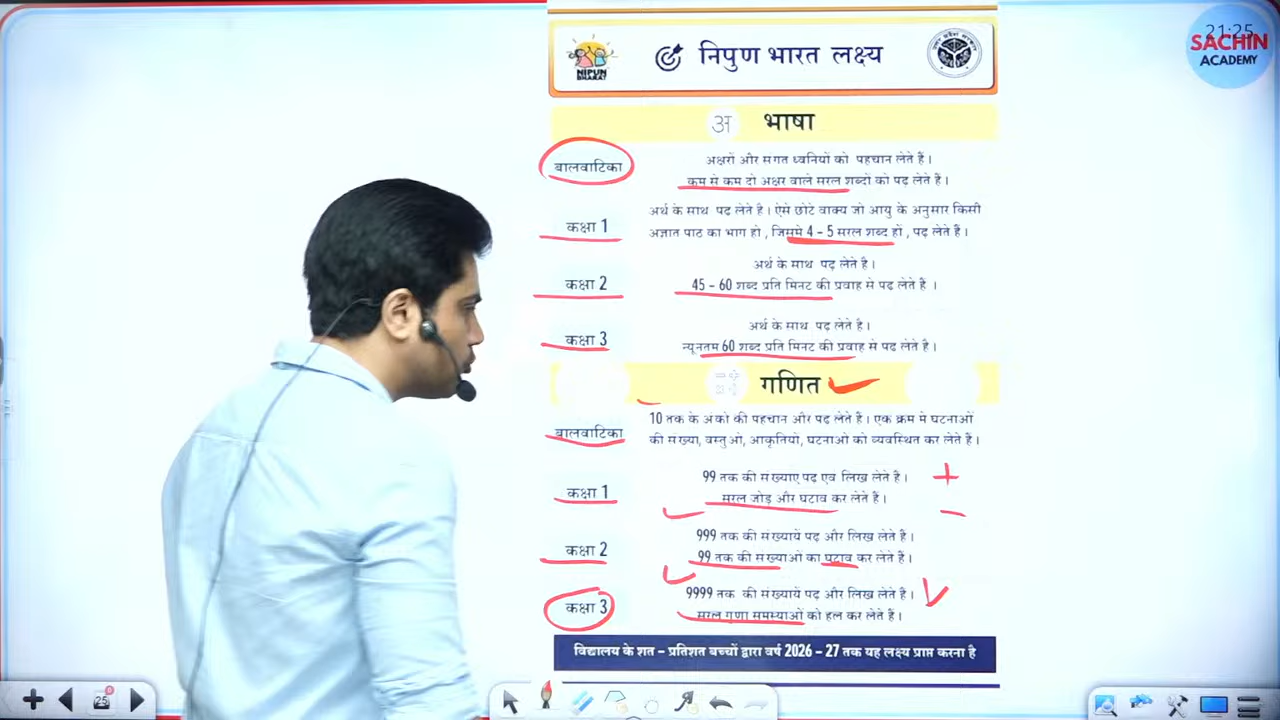 21:25
SACHIN
ACADEMY
NIPUN
BHARAT
निपुण भारत लक्ष्य
अ भाषा
बालवाटिका
अक्षरों और संगत ध्वनियों को पहचान लेते हैं।
कम से कम दो अक्षर वाले सरल शब्दों को पढ़ लेते हैं।
कक्षा 1
अर्थ के साथ पढ़ लेते है। ऐसे छोटे वाक्य जो आयु के अनुसार किसी
अज्ञात पाठ का भाग हो, जिसमें 4 - 5 सरल शब्द हों, पढ़ लेते हैं।
कक्षा 2
अर्थ के साथ पढ़ लेते है।
45 - 60 शब्द प्रति मिनट की प्रवाह से पढ़ लेते हैं ।
कक्षा 3
अर्थ के साथ पढ़ लेते है।
न्यूनतम 60 शब्द प्रति मिनट की प्रवाह से पढ़ लेते हैं।
गणित
बालवाटिका
10 तक के अंकों की पहचान और पढ़ लेते हैं। एक क्रम में घटनाओं
की संख्या, वस्तुओं, आकृतियों, घटनाओं को व्यवस्थित कर लेते हैं।
कक्षा 1
99 तक की संख्याएं पढ़ एवं लिख लेते हैं।
+
सरल जोड़ और घटाव कर लेते हैं।
-
कक्षा 2
999 तक की संख्यायें पढ़ और लिख लेते हैं।
99 तक की संख्याओं का घटाव कर लेते हैं।
कक्षा 3
9999 तक की संख्यायें पढ़ और लिख लेते हैं।
सरल गुणा समस्याओं को हल कर लेते हैं।
विद्यालय के शत - प्रतिशत बच्चों द्वारा वर्ष 2026 - 27 तक यह लक्ष्य प्राप्त करना है
25